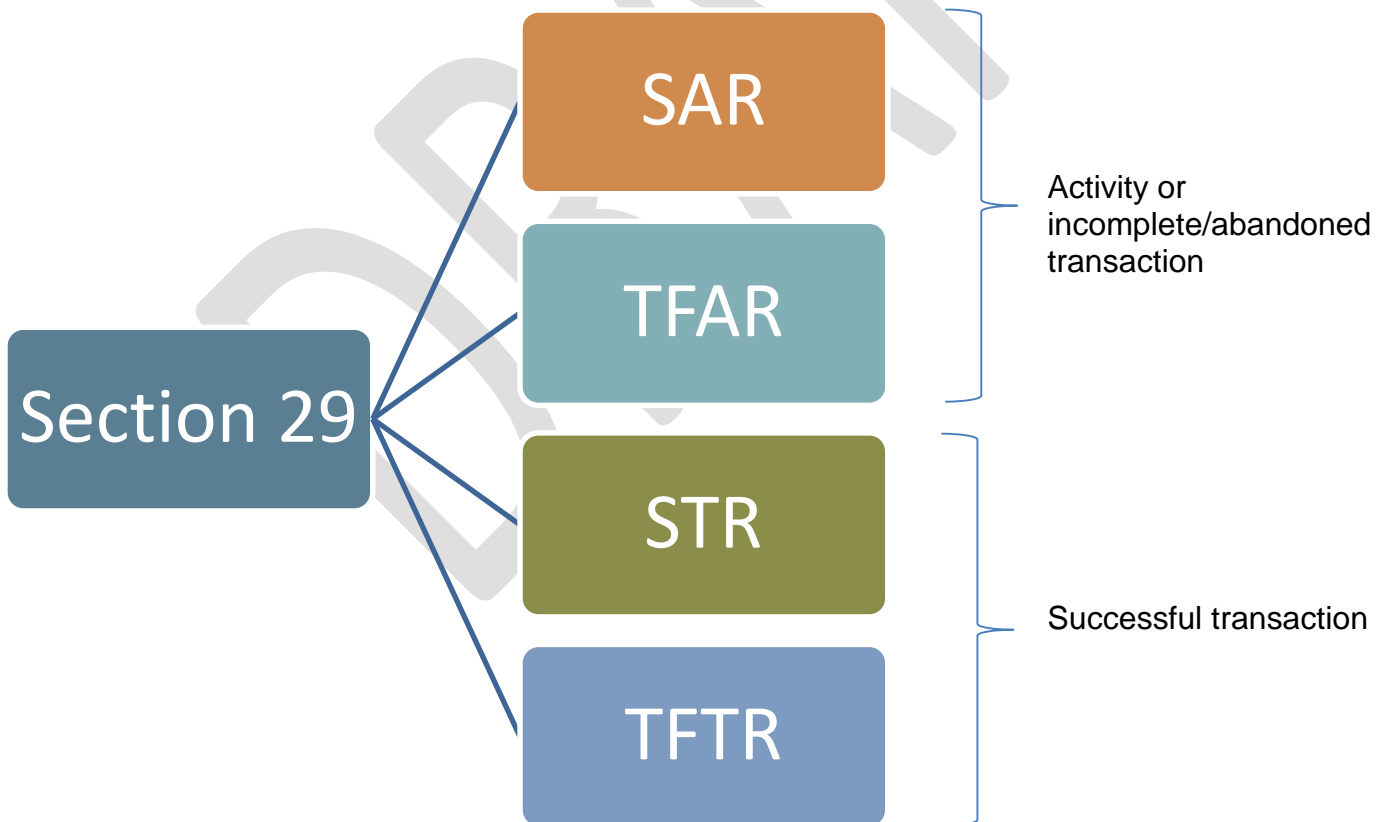 SAR
Activity or
incomplete/abandoned
transaction
TFAR
Section 29
STR
Successful transaction
TFTR